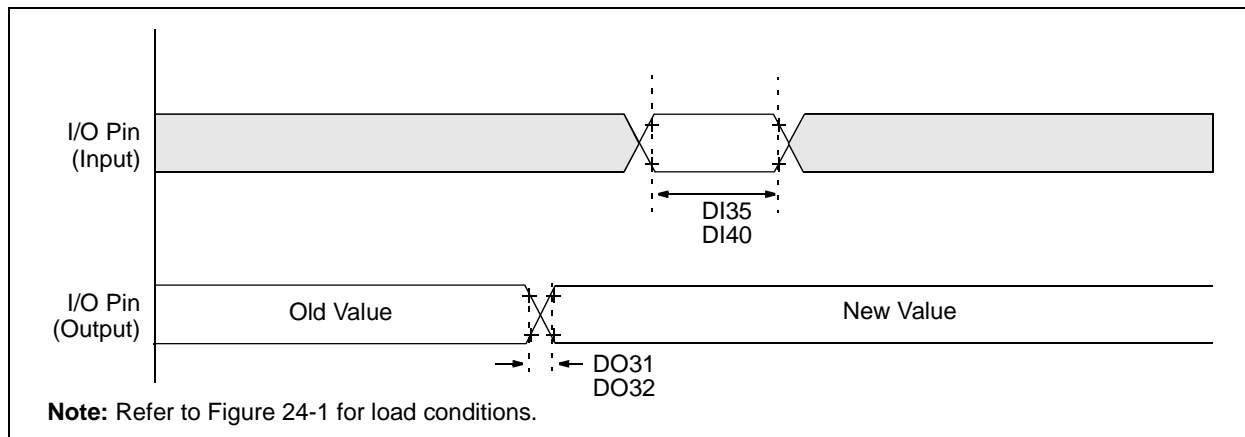 I/O Pin
(Input)
DI35
DI40
I/O Pin
(Output)
Old Value
New Value
DO31
DO32
Note: Refer to Figure 24-1 for load conditions.